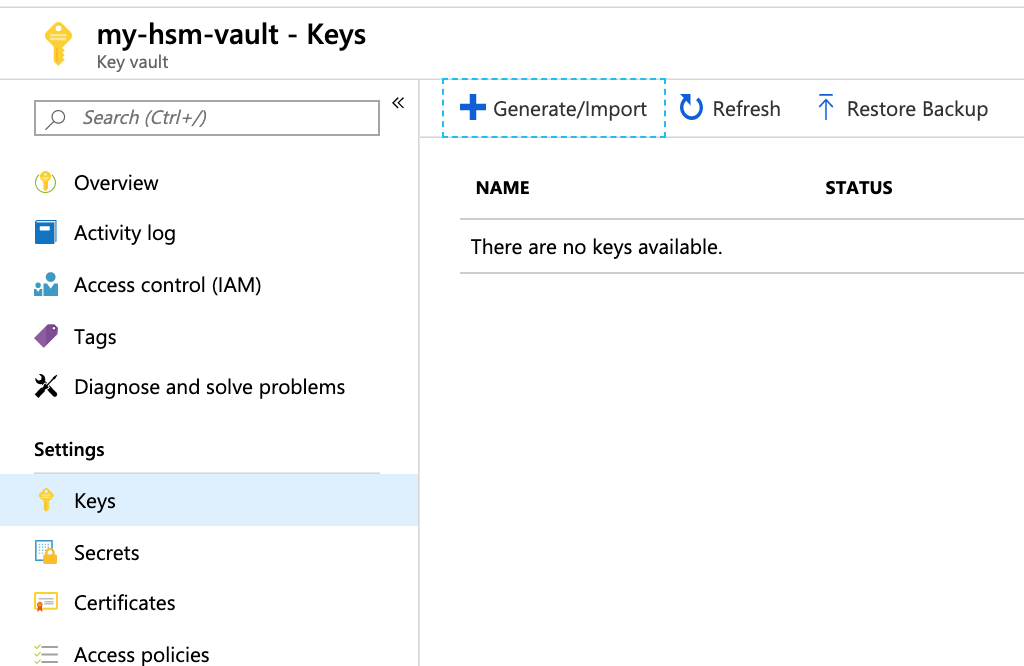 my-hsm-vault - Keys
Key vault
Search (Ctrl+/)
«
Overview
Activity log
Access control (IAM)
Tags
Diagnose and solve problems
Settings
Keys
Secrets
Certificates
Access policies
Generate/Import Refresh Restore Backup
NAME STATUS
There are no keys available.